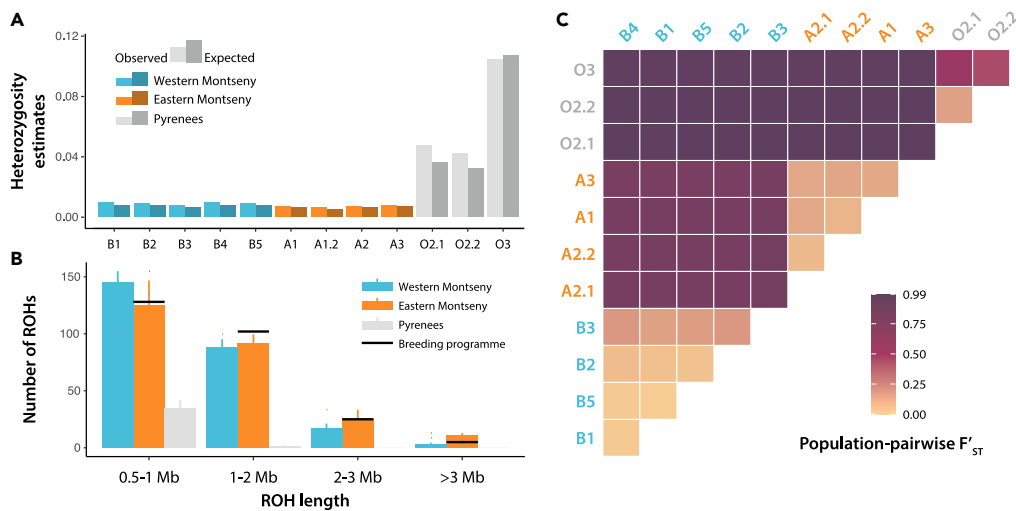 A
0.12
0.08
0.04
0.00
Heterozygosity
estimates
Observed Expected
Western Montseny
Eastern Montseny
Pyrenees
B1 B2 B3 B4 B5 A1 A1.2 A2 A3 O2.1 O2.2 O3
B
150
100
50
0
Number of ROHs
Western Montseny
Eastern Montseny
Pyrenees
Breeding programme
0.5-1 Mb 1-2 Mb 2-3 Mb >3 Mb
ROH length
C
B4 B1 B5 B2 B3 A2.1 A2.2 A1 A3 O2.1 O2.2
O3
O2.2
O2.1
A3
A1
A2.2
A2.1
B3
B2
B5
B1
0.99
0.75
0.50
0.25
0.00
Population-pairwise F'ST